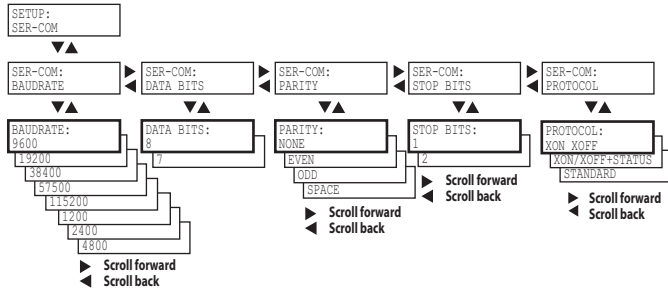 SETUP:
SER-COM
SER-COM:
BAUDRATE
SER-COM:
DATA BITS
SER-COM:
PARITY
SER-COM:
STOP BITS
SER-COM:
PROTOCOL
BAUDRATE:
9600
19200
38400
57500
115200
1200
2400
4800
Scroll forward
Scroll back
DATA BITS:
8
7
PARITY:
NONE
EVEN
ODD
SPACE
Scroll forward
Scroll back
STOP BITS:
1
2
Scroll forward
Scroll back
PROTOCOL:
XON XOFF
XON/XOFF+STATUS
STANDARD
Scroll forward
Scroll back